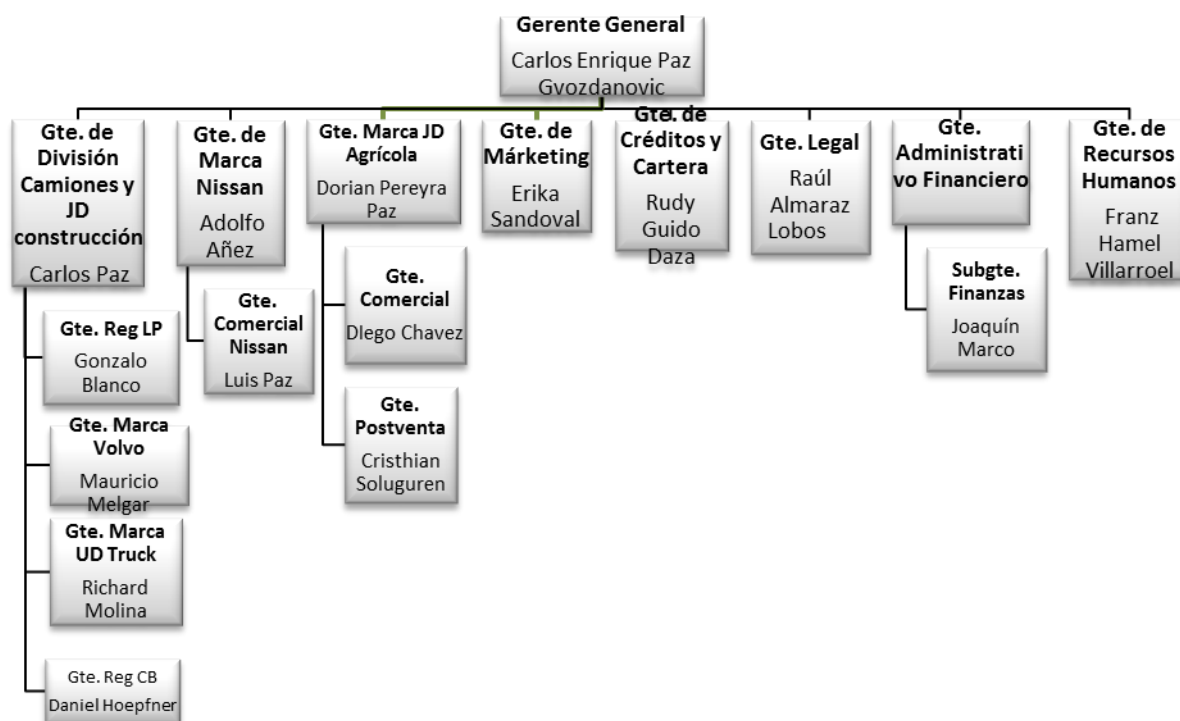 Gerente General
Carlos Enrique Paz
Gvozdanovic
Gte. de
División
Camiones y
JD
construcción
Carlos Paz
Gte. Reg LP
Gonzalo
Blanco
Gte. Marca
Volvo
Mauricio
Melgar
Gte. Marca
UD Truck
Richard
Molina
Gte. Reg CB
Daniel Hoepfner
Gte. de
Marca
Nissan
Adolfo
Añez
Gte.
Comercial
Nissan
Luis Paz
Gte. Marca JD
Agrícola
Dorian Pereyra
Paz
Gte.
Comercial
DIego Chavez
Gte.
Postventa
Cristhian
Soluguren
Gte. de
Márketing
Erika
Sandoval
Gte. de
Créditos y
Cartera
Rudy
Guido
Daza
Gte. Legal
Raúl
Almaraz
Lobos
Gte.
Administrati
vo Financiero
Subgte.
Finanzas
Joaquín
Marco
Gte. de
Recursos
Humanos
Franz
Hamel
Villarroel